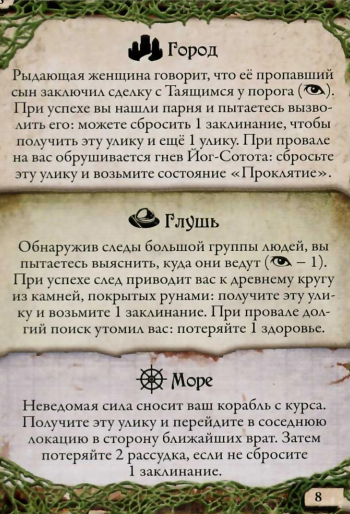 Город
Рыдающая женщина говорит, что её пропавший
сын заключил сделку с Таящимся у порога ( ).
При успехе вы нашли парня и пытаетесь вызво-
лить его: можете сбросить 1 заклинание, чтобы
получить эту улику и ещё 1 улику. При провале
на вас обрушивается гнев Йог-Сотота: сбросьте
эту улику и возьмите состояние «Проклятие».
Глушь
Обнаружив следы большой группы людей, вы
пытаетесь выяснить, куда они ведут ( – 1).
При успехе след приводит вас к древнему кругу
из камней, покрытых рунами: получите эту ули-
ку и возьмите 1 заклинание. При провале дол-
гий поиск утомил вас: потеряйте 1 здоровье.
Море
Неведомая сила сносит ваш корабль с курса.
Получите эту улику и перейдите в соседнюю
локацию в сторону ближайших врат. Затем
потеряйте 2 рассудка, если не сбросите
1 заклинание.
8